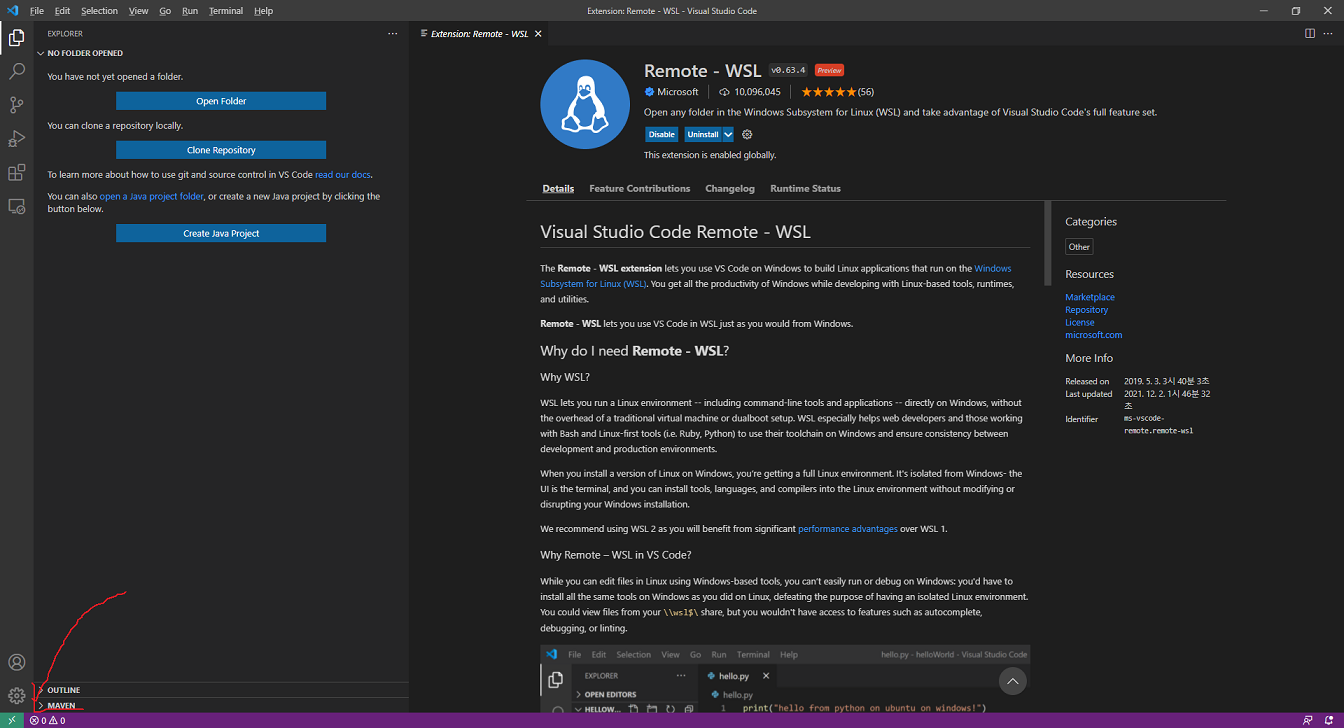 File Edit Selection View Go Run Terminal Help
Extension: Remote - WSL - Visual Studio Code
EXPLORER
NO FOLDER OPENED
You have not yet opened a folder.
Open Folder
You can clone a repository locally.
Clone Repository
To learn more about how to use git and source control in VS Code read our docs.
You can also open a Java project folder, or create a new Java project by clicking the
button below.
Create Java Project
OUTLINE
MAVEN
0 0
Extension: Remote - WSL
Remote - WSL v0.63.4 Preview
Microsoft 10,096,045 (56)
Open any folder in the Windows Subsystem for Linux (WSL) and take advantage of Visual Studio Code's full feature set.
Disable Uninstall
This extension is enabled globally.
Details Feature Contributions Changelog Runtime Status
Visual Studio Code Remote - WSL
The Remote - WSL extension lets you use VS Code on Windows to build Linux applications that run on the Windows
Subsystem for Linux (WSL). You get all the productivity of Windows while developing with Linux-based tools, runtimes,
and utilities.
Remote - WSL lets you use VS Code in WSL just as you would from Windows.
Why do I need Remote - WSL?
Why WSL?
WSL lets you run a Linux environment -- including command-line tools and applications -- directly on Windows, without
the overhead of a traditional virtual machine or dualboot setup. WSL especially helps web developers and those working
with Bash and Linux-first tools (i.e. Ruby, Python) to use their toolchain on Windows and ensure consistency between
development and production environments.
When you install a version of Linux on Windows, you're getting a full Linux environment. It's isolated from Windows- the
UI is the terminal, and you can install tools, languages, and compilers into the Linux environment without modifying or
disrupting your Windows installation.
We recommend using WSL 2 as you will benefit from significant performance advantages over WSL 1.
Why Remote – WSL in VS Code?
While you can edit files in Linux using Windows-based tools, you can't easily run or debug on Windows: you'd have to
install all the same tools on Windows as you did on Linux, defeating the purpose of having an isolated Linux environment.
You could view files from your \\wsl$\ share, but you wouldn't have access to features such as autocomplete,
debugging, or linting.
File Edit Selection View Go Run Terminal Help hello.py - helloWorld - Visual Studio Code
EXPLORER
hello.py
OPEN EDITORS
hello.py
HELLOW...
1 print("hello from python on ubuntu on windows!")
Categories
Other
Resources
Marketplace
Repository
License
microsoft.com
More Info
Released on 2019. 5. 3. 3시 40분 3초
Last updated 2021. 12. 2. 1시 46분 32
초
Identifier ms-vscode-
remote.remote-wsl